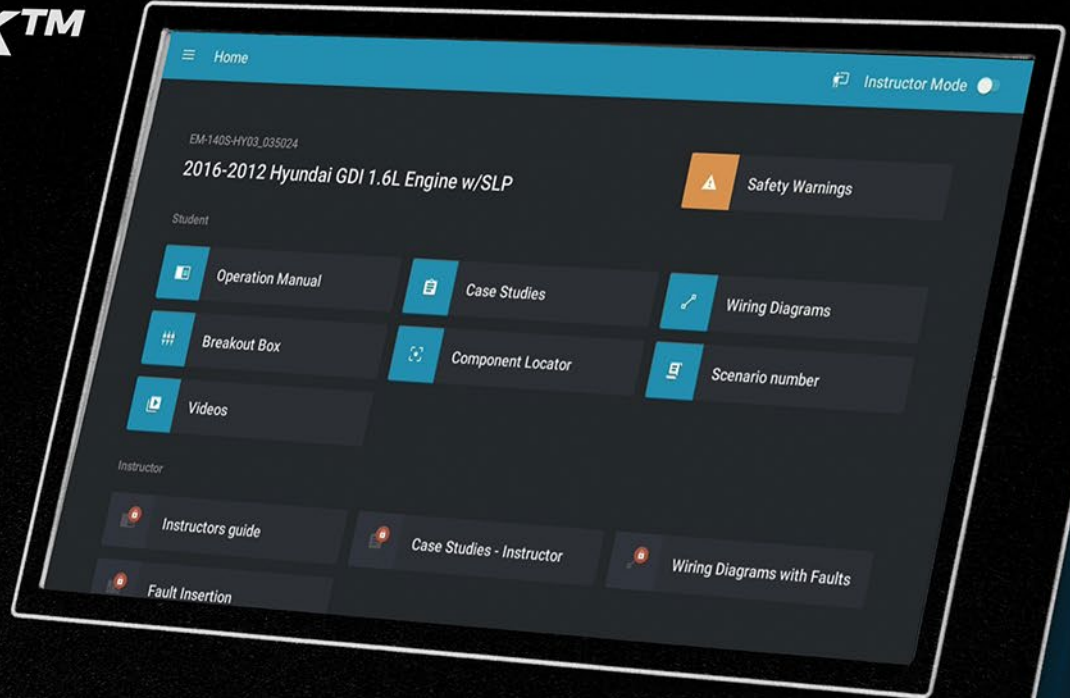 X™
Home
Instructor Mode
EM-140S-HY03_035024
2016-2012 Hyundai GDI 1.6L Engine w/SLP
Safety Warnings
Student
Operation Manual
Case Studies
Wiring Diagrams
Breakout Box
Component Locator
Scenario number
Videos
Instructor
Instructors guide
Case Studies - Instructor
Wiring Diagrams with Faults
Fault Insertion